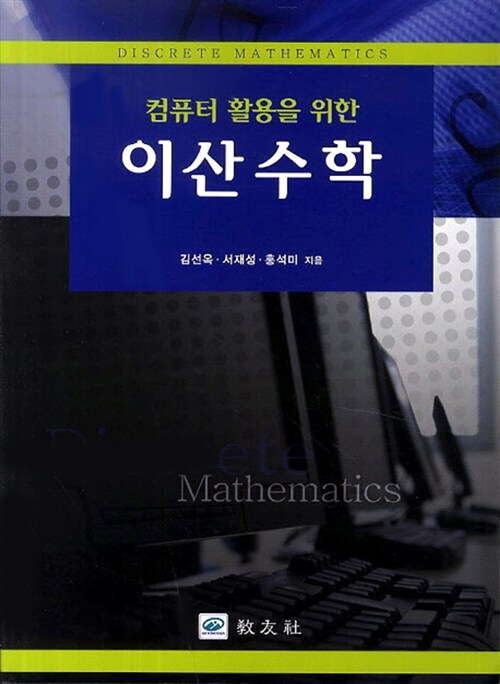 DISCRETE MATHEMATICS
컴퓨터 활용을 위한
이산수학
김선옥·서재성·홍석미 지음
Discrete
Mathematics
敎友社